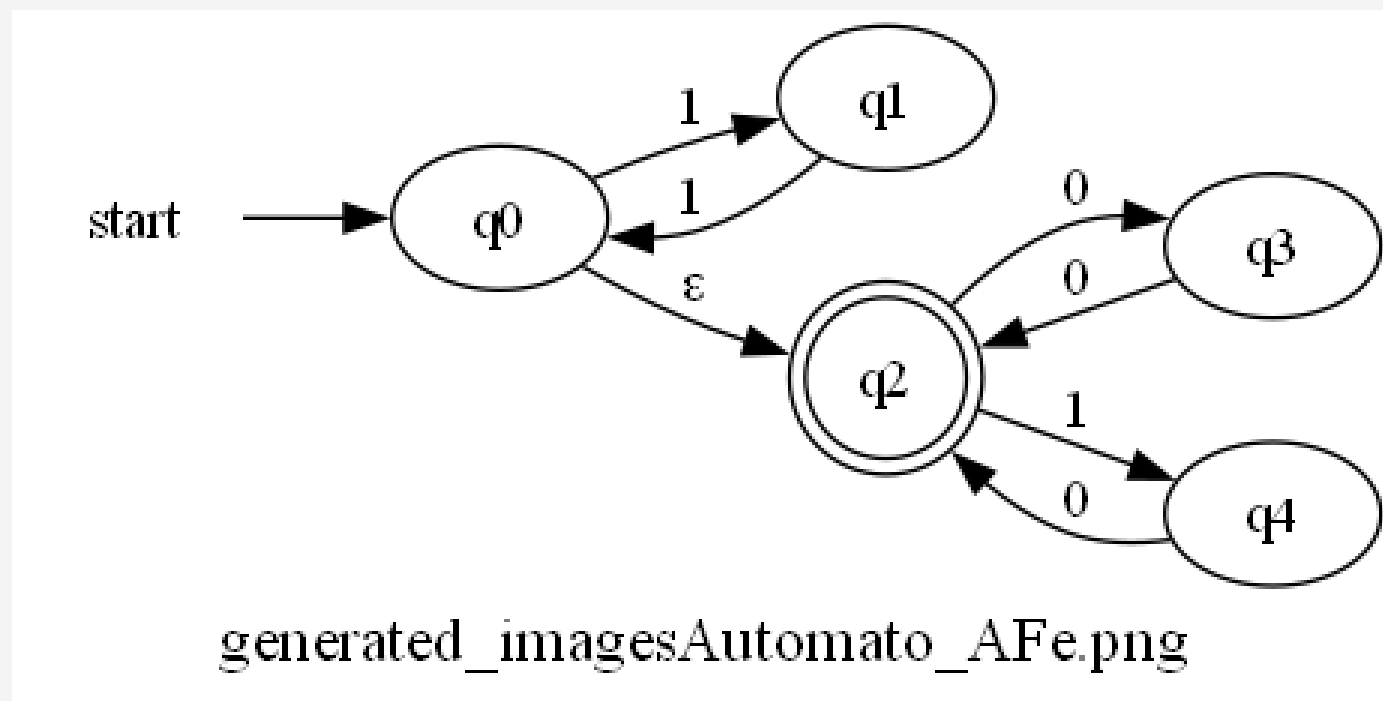 1
q1
1
0
start
q0
q3
ε
0
q2
1
0
q4
generated_imagesAutomato_AFe.png